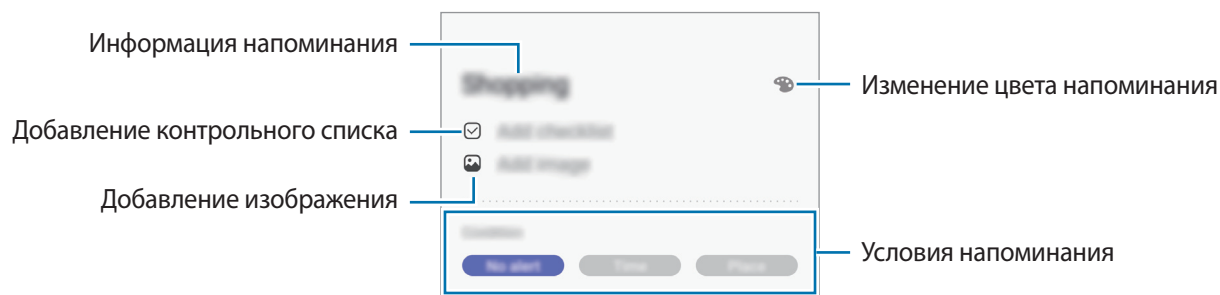 Информация напоминания
Shopping
Изменение цвета напоминания
Добавление контрольного списка
Add checklist
Add image
Добавление изображения
Condition
Условия напоминания
No alert
Time
Place